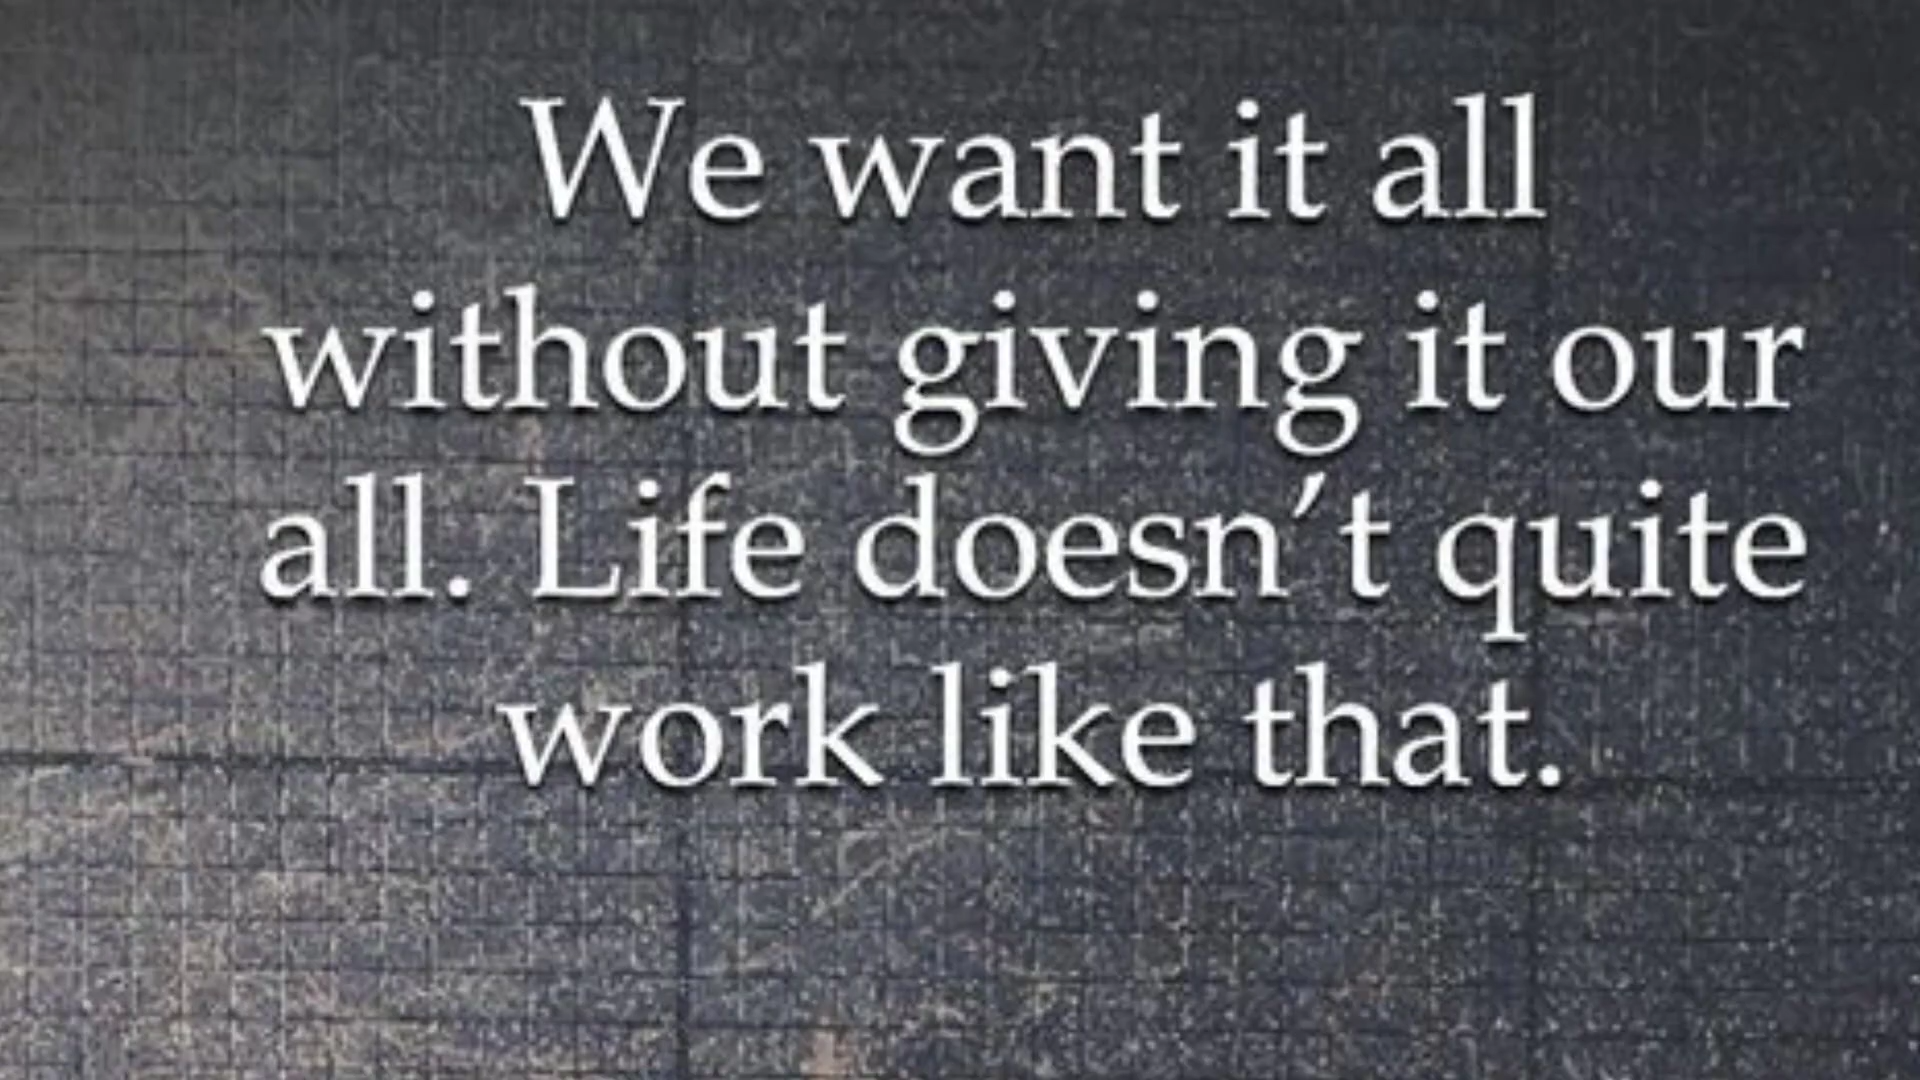 We want it all
without giving it our
all. Life doesn't quite
work like that.